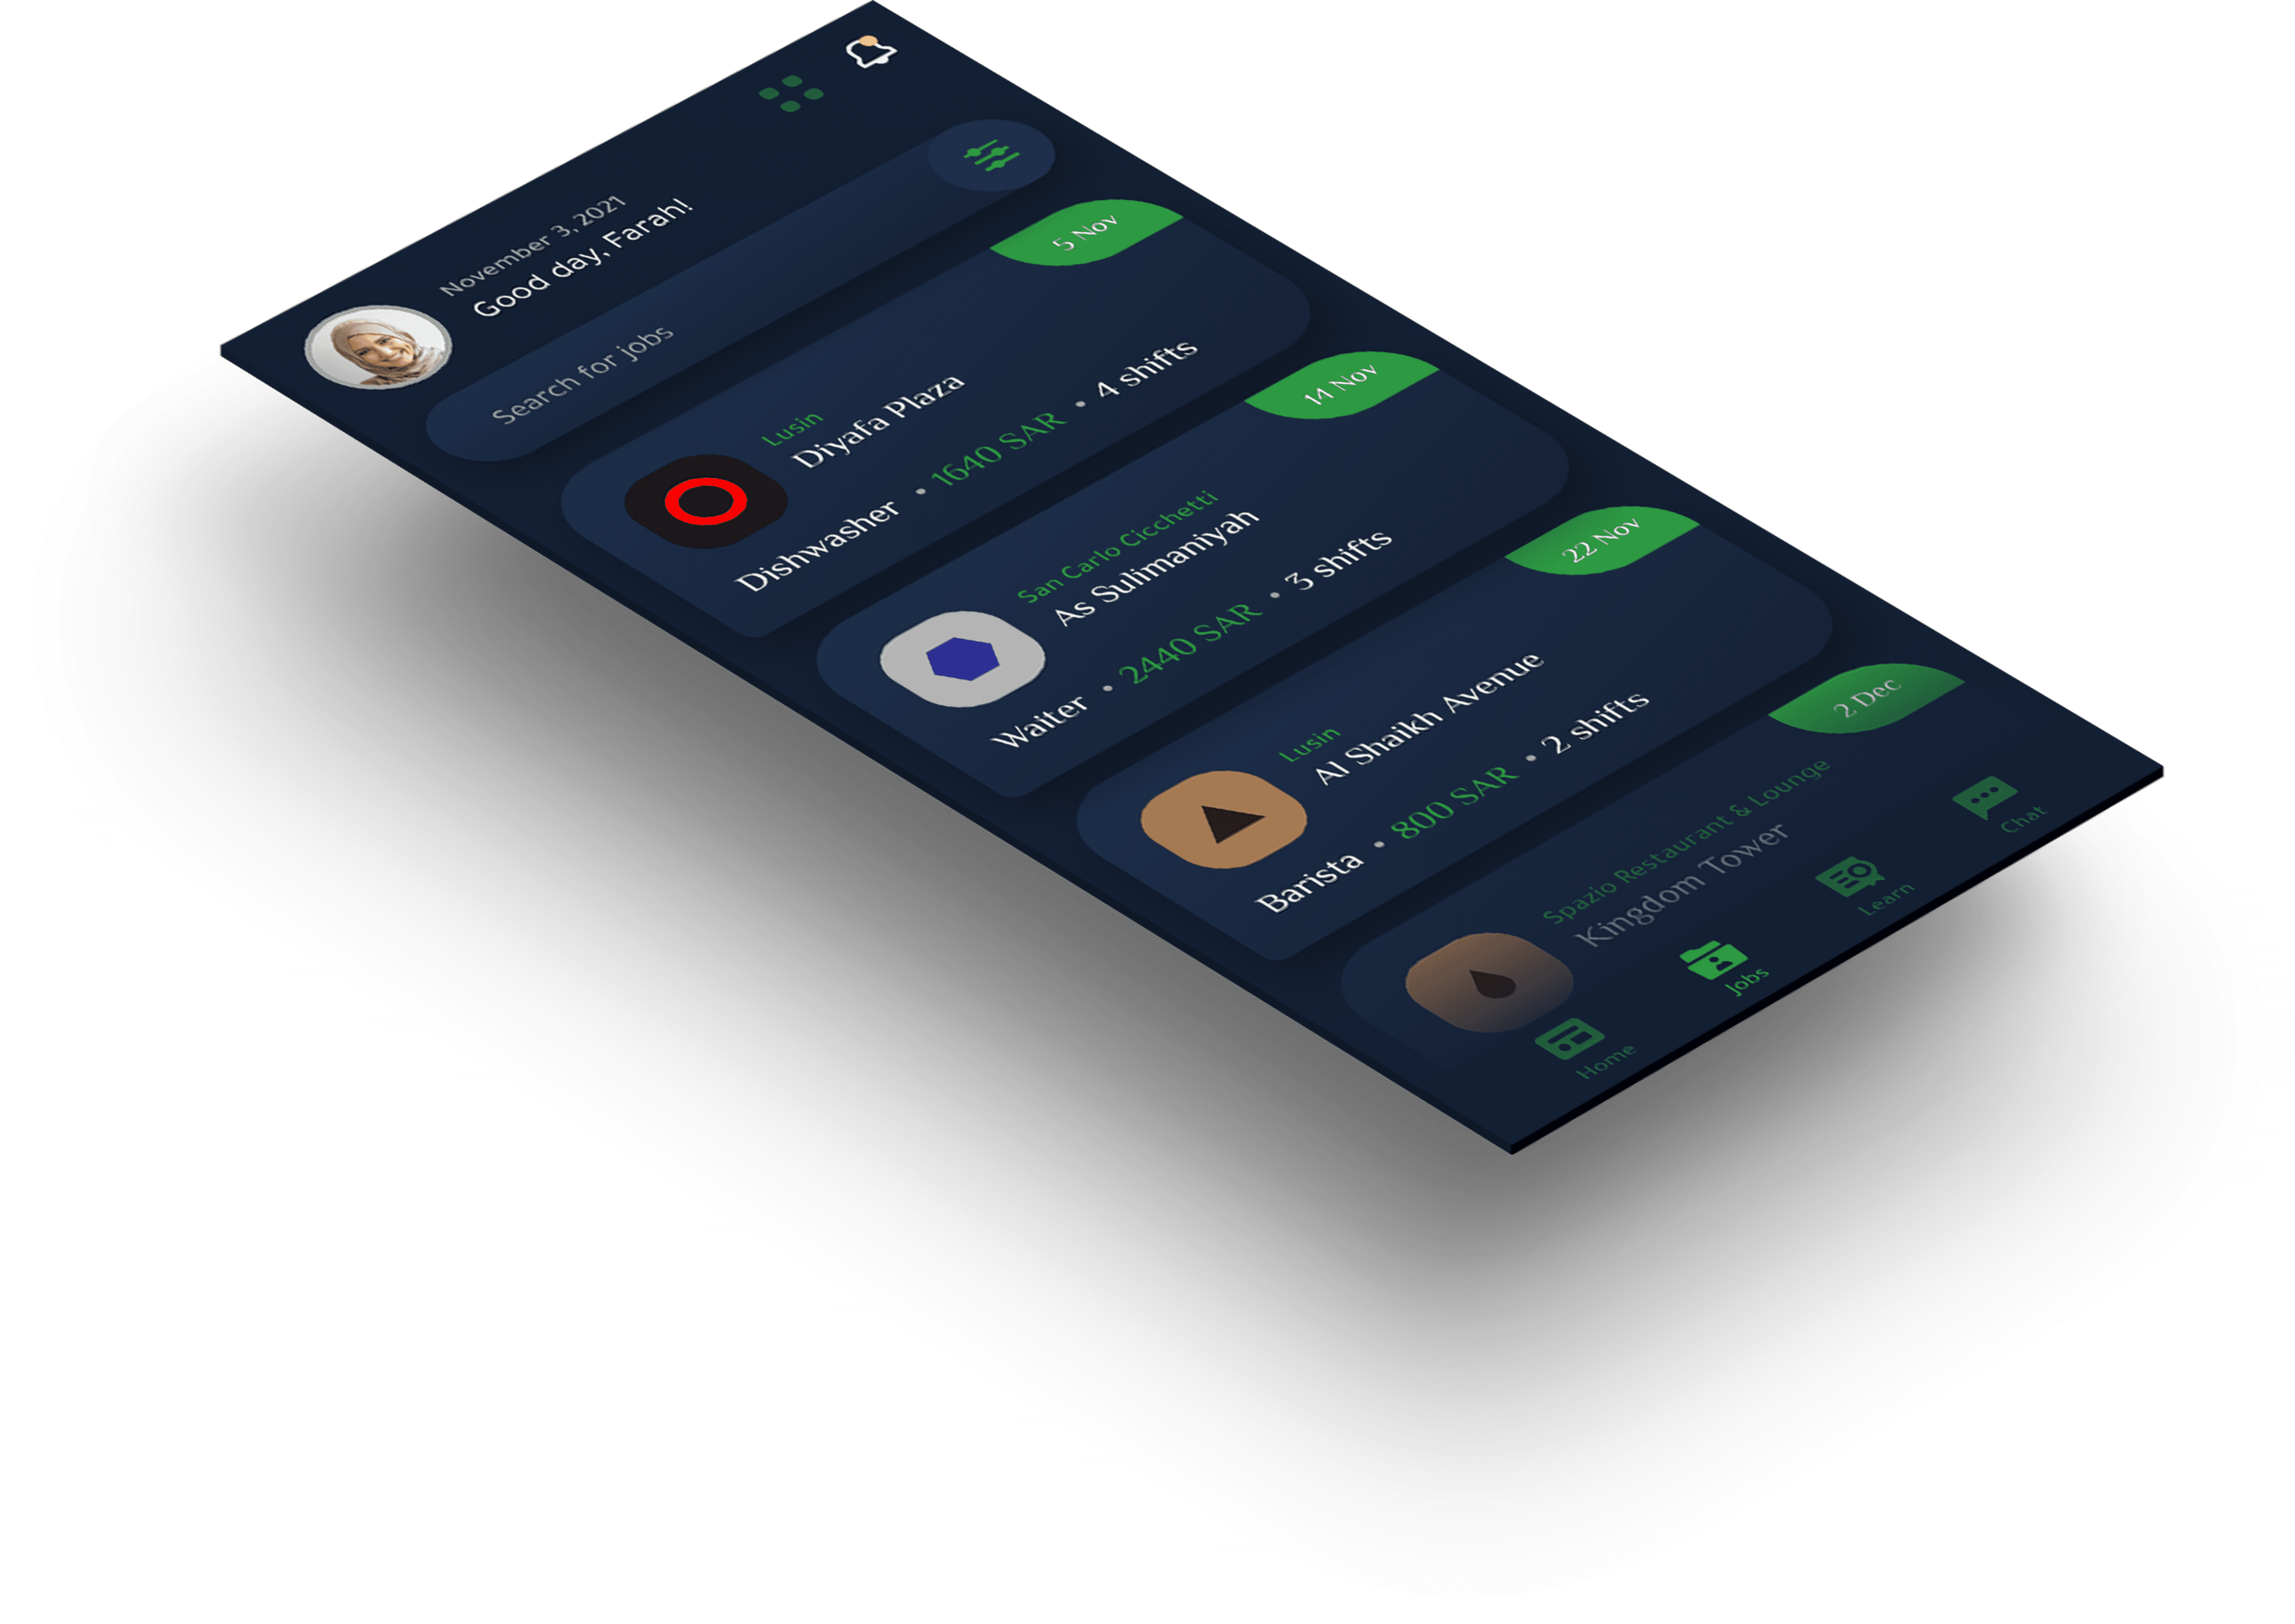 November 3, 2021
Good day, Farah!
Search for jobs
5 Nov
Lusin
Diyafa Plaza
Dishwasher • 1640 SAR • 4 shifts
14 Nov
San Carlo Cicchetti
As Sulimaniyah
Waiter • 2440 SAR • 3 shifts
22 Nov
Lusin
Al Shaikh Avenue
Barista • 800 SAR • 2 shifts
2 Dec
Spazio Restaurant & Lounge
Kingdom Tower
Home
Jobs
Learn
Chat